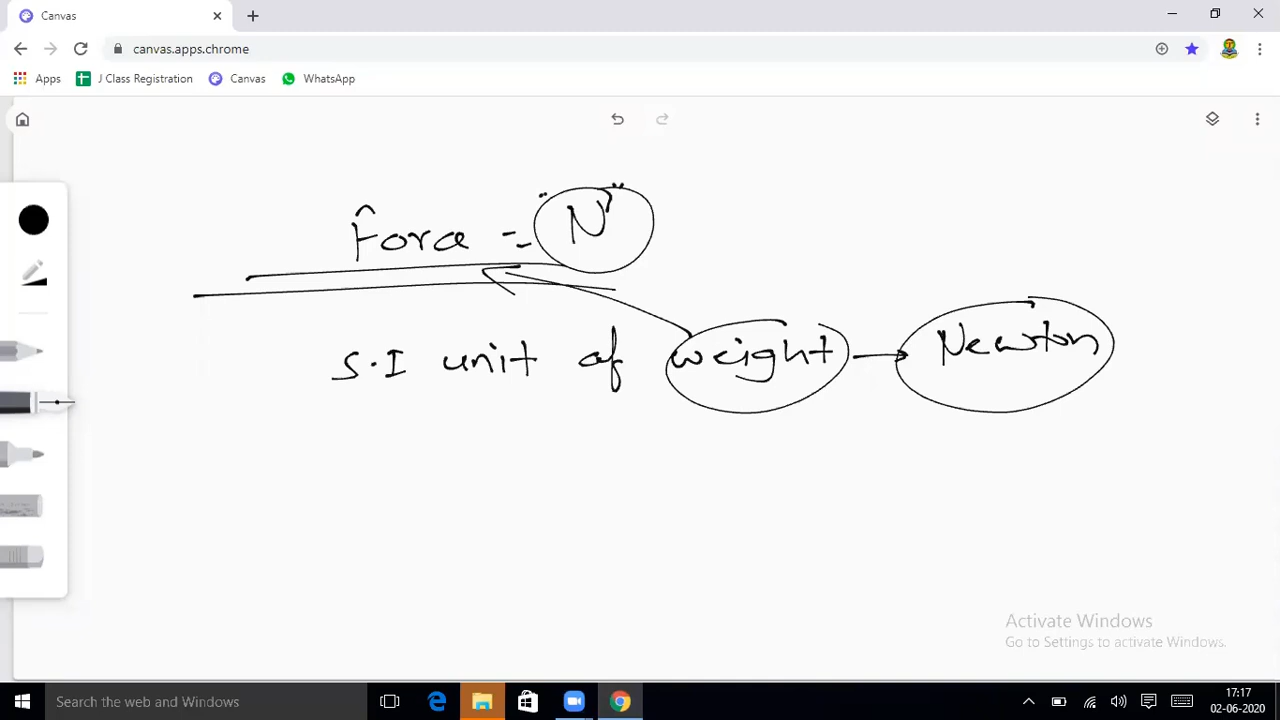 Canvas
canvas.apps.chrome
Apps J Class Registration Canvas WhatsApp
Force = "N"
S.I unit of weight → Newton
Activate Windows
Go to Settings to activate Windows.
Search the web and Windows
17:17
02-06-2020